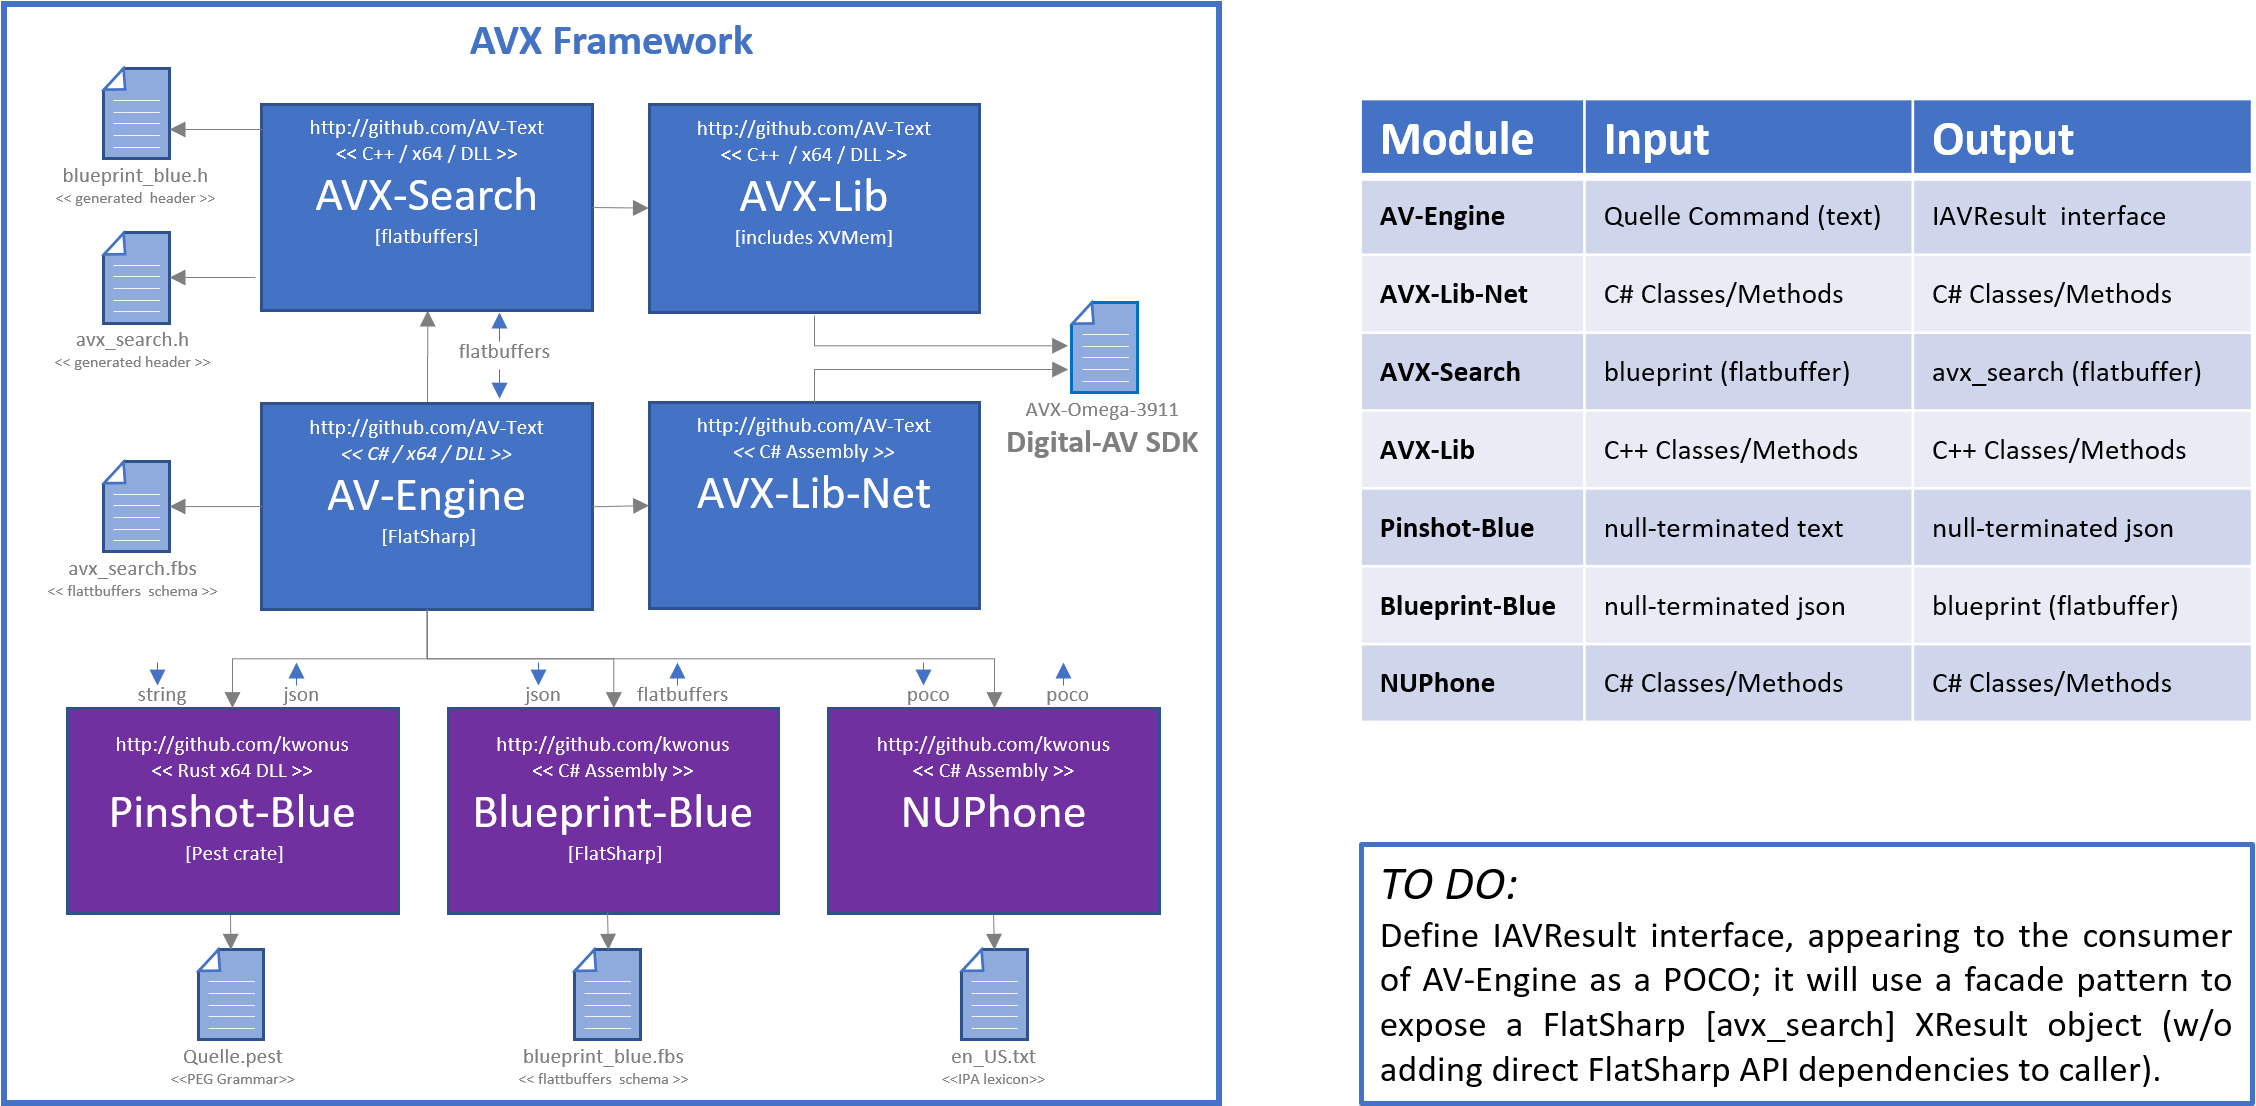 AVX Framework
blueprint_blue.h
<< generated  header >>
avx_search.h
<< generated header >>
http://github.com/AV-Text
<< C++ / x64 / DLL >>
AVX-Search
[flatbuffers]
http://github.com/AV-Text
<< C++  / x64 / DLL >>
AVX-Lib
[includes XVMem]
flatbuffers
AVX-Omega-3911
Digital-AV SDK
avx_search.fbs
<< flattbuffers  schema >>
http://github.com/AV-Text
<< C# / x64 / DLL >>
AV-Engine
[FlatSharp]
http://github.com/AV-Text
<< C# Assembly >>
AVX-Lib-Net
string
json
json
flatbuffers
poco
poco
http://github.com/kwonus
<< Rust x64 DLL >>
Pinshot-Blue
[Pest crate]
http://github.com/kwonus
<< C# Assembly >>
Blueprint-Blue
[FlatSharp]
http://github.com/kwonus
<< C# Assembly >>
NUPhone
Quelle.pest
<<PEG Grammar>>
blueprint_blue.fbs
<< flattbuffers  schema >>
en_US.txt
<<IPA lexicon>>
Module Input Output
AV-Engine Quelle Command (text) IAVResult  interface
AVX-Lib-Net C# Classes/Methods C# Classes/Methods
AVX-Search blueprint (flatbuffer) avx_search (flatbuffer)
AVX-Lib C++ Classes/Methods C++ Classes/Methods
Pinshot-Blue null-terminated text null-terminated json
Blueprint-Blue null-terminated json blueprint (flatbuffer)
NUPhone C# Classes/Methods C# Classes/Methods
TO DO:
Define IAVResult interface, appearing to the consumer
of AV-Engine as a POCO; it will use a facade pattern to
expose a FlatSharp [avx_search] XResult object (w/o
adding direct FlatSharp API dependencies to caller).